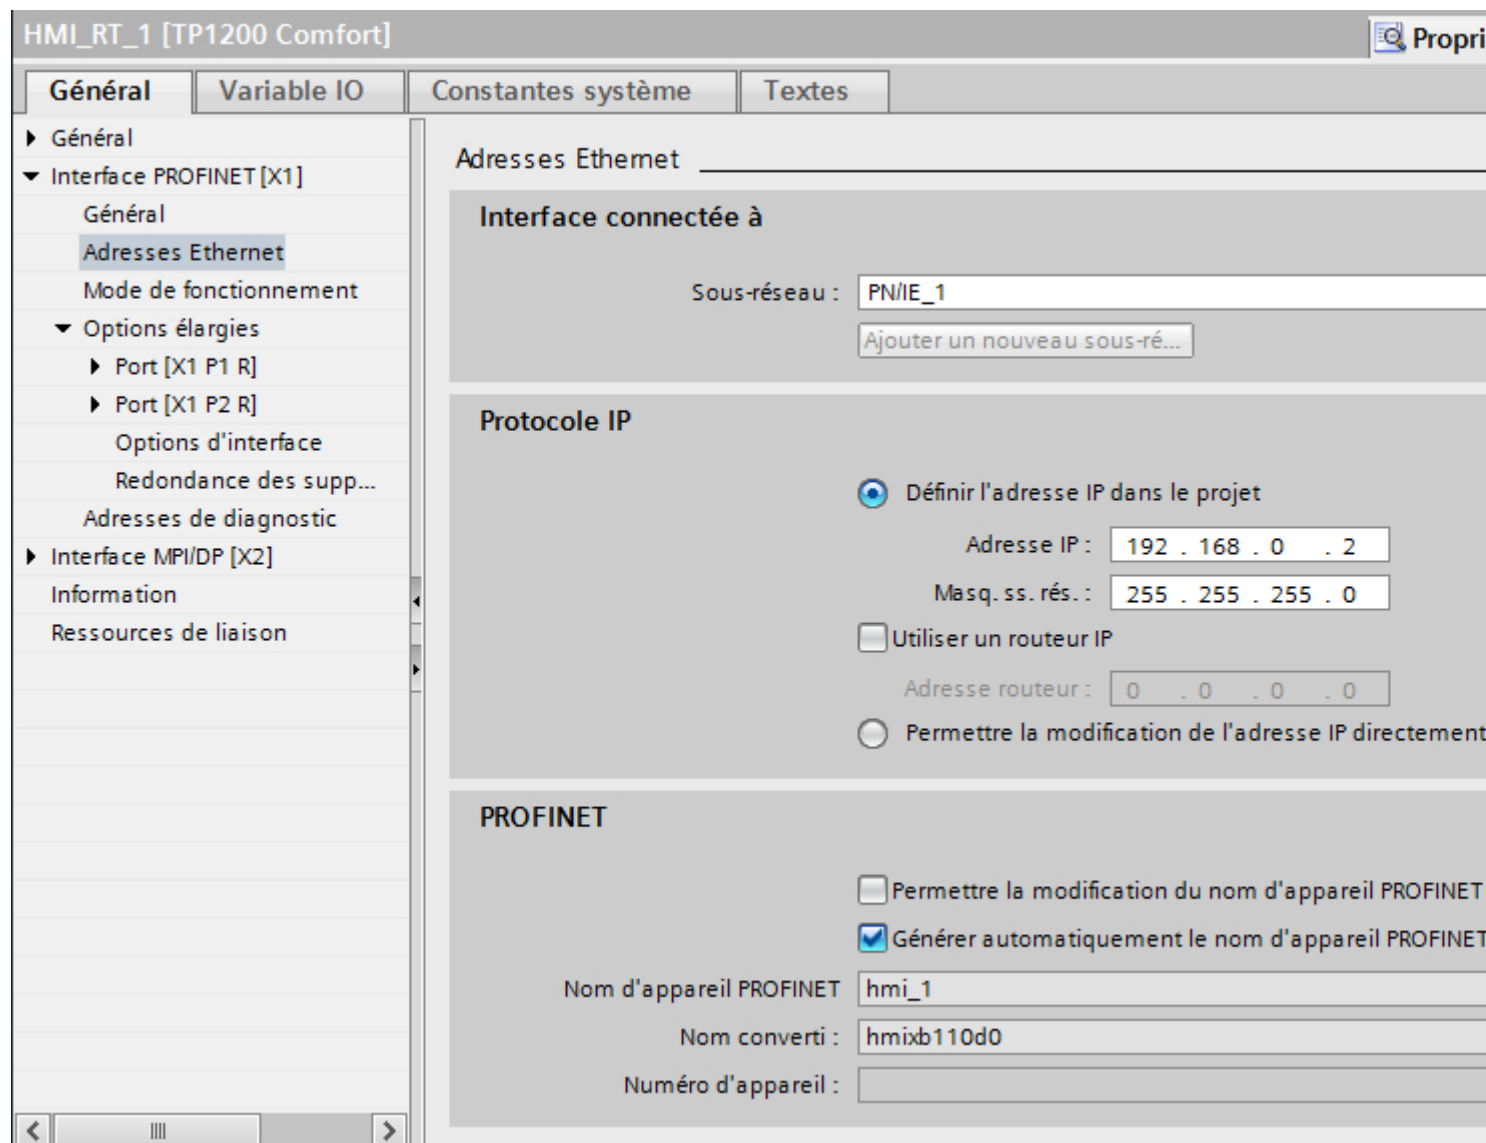 HMI_RT_1 [TP1200 Comfort]
Propri
Général
Variable IO
Constantes système
Textes
Général
Interface PROFINET [X1]
Général
Adresses Ethernet
Mode de fonctionnement
Options élargies
Port [X1 P1 R]
Port [X1 P2 R]
Options d'interface
Redondance des supp...
Adresses de diagnostic
Interface MPI/DP [X2]
Information
Ressources de liaison
Adresses Ethernet
Interface connectée à
Sous-réseau : PN/IE_1
Ajouter un nouveau sous-ré...
Protocole IP
Définir l'adresse IP dans le projet
Adresse IP : 192 . 168 . 0 . 2
Masq. ss. rés. : 255 . 255 . 255 . 0
Utiliser un routeur IP
Adresse routeur : 0 . 0 . 0 . 0
Permettre la modification de l'adresse IP directement
PROFINET
Permettre la modification du nom d'appareil PROFINET
Générer automatiquement le nom d'appareil PROFINET
Nom d'appareil PROFINET hmi_1
Nom converti : hmixb110d0
Numéro d'appareil :